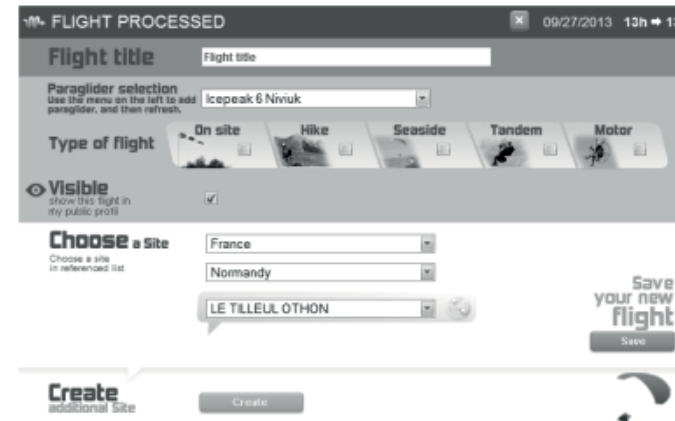 FLIGHT PROCESSED 09/27/2013 13h ➡ 1
Flight title Flight title
Paraglider selection
Use the menu on the left to add
paraglider, and then refresh.
Icepeak 6 Niviuk
Type of flight On site Hike Seaside Tandem Motor
Visible
show this flight in
my public profil
Choose a Site
Choose a site
in referenced list
France
Normandy
LE TILLEUL OTHON
Save
your new
flight
Save
Create
additional Site
Create